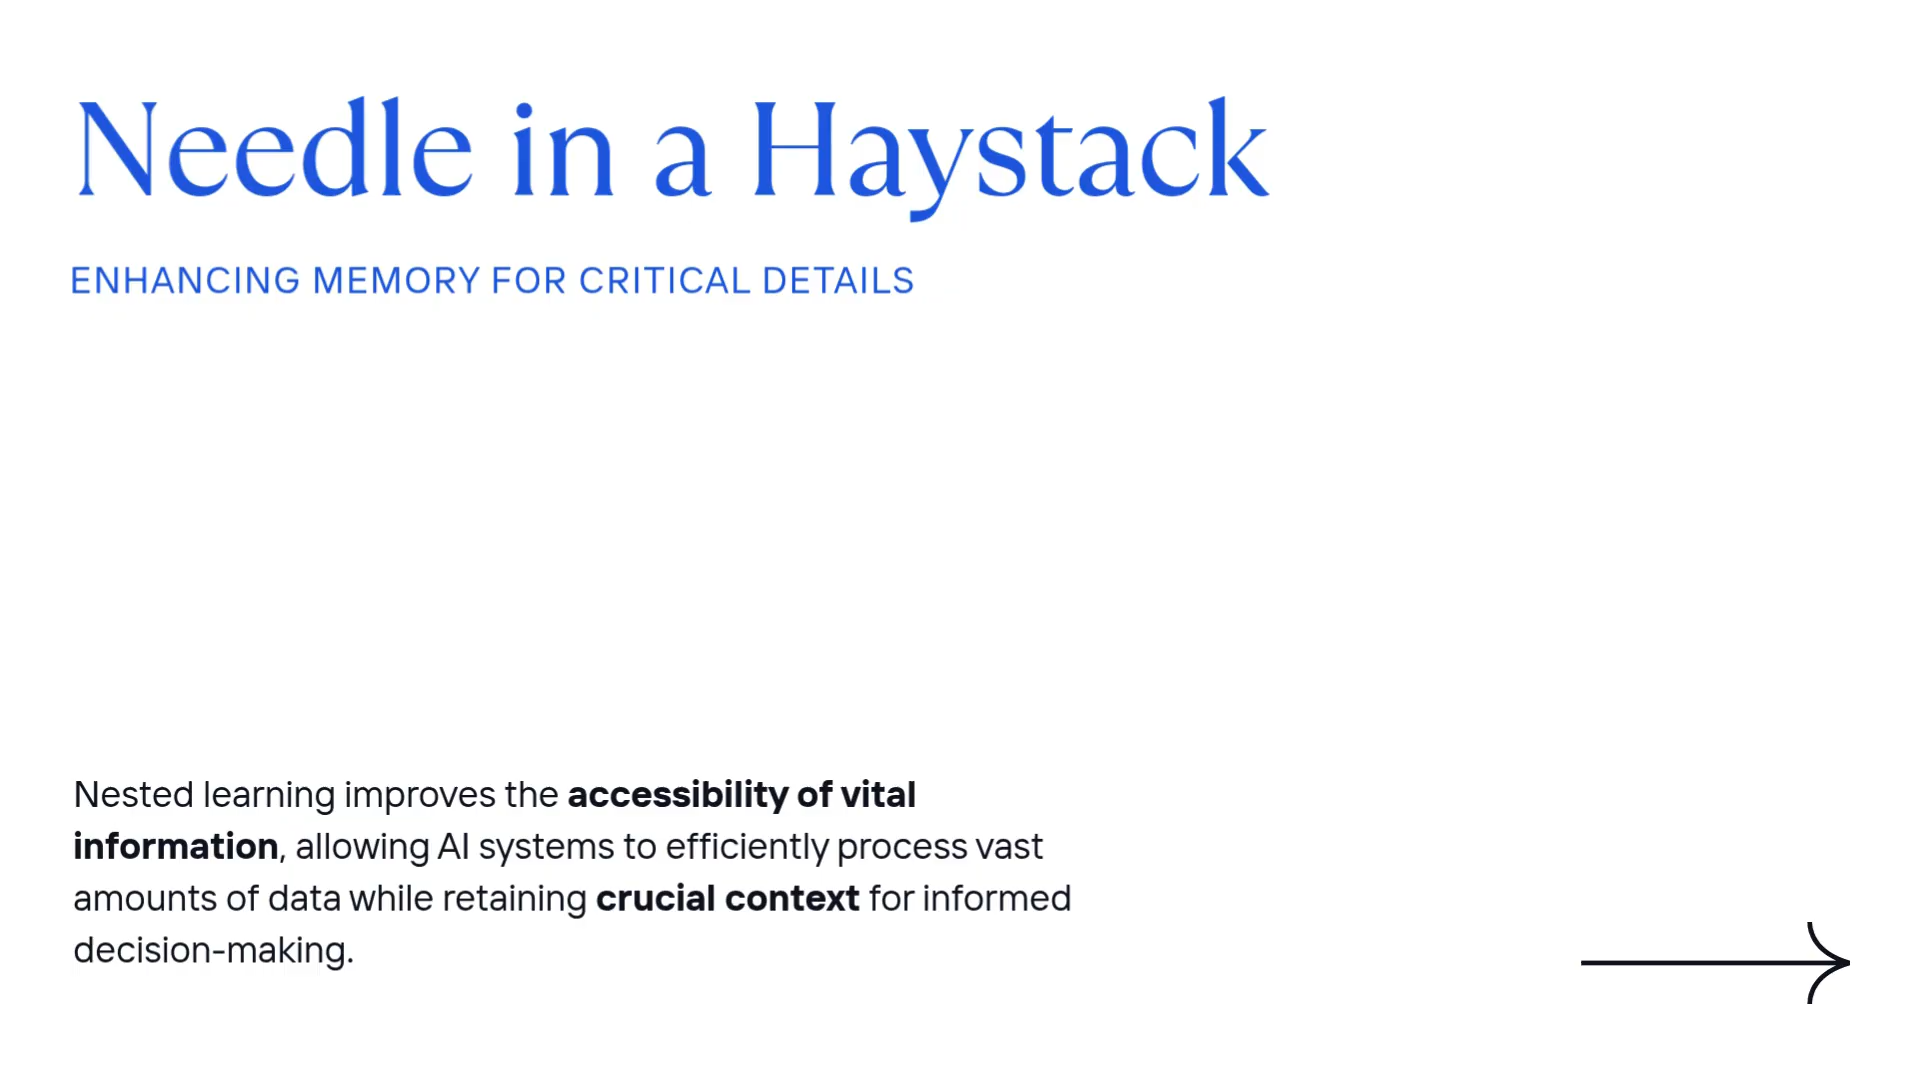 Needle in a Haystack
ENHANCING MEMORY FOR CRITICAL DETAILS
Nested learning improves the accessibility of vital
information, allowing AI systems to efficiently process vast
amounts of data while retaining crucial context for informed
decision-making.